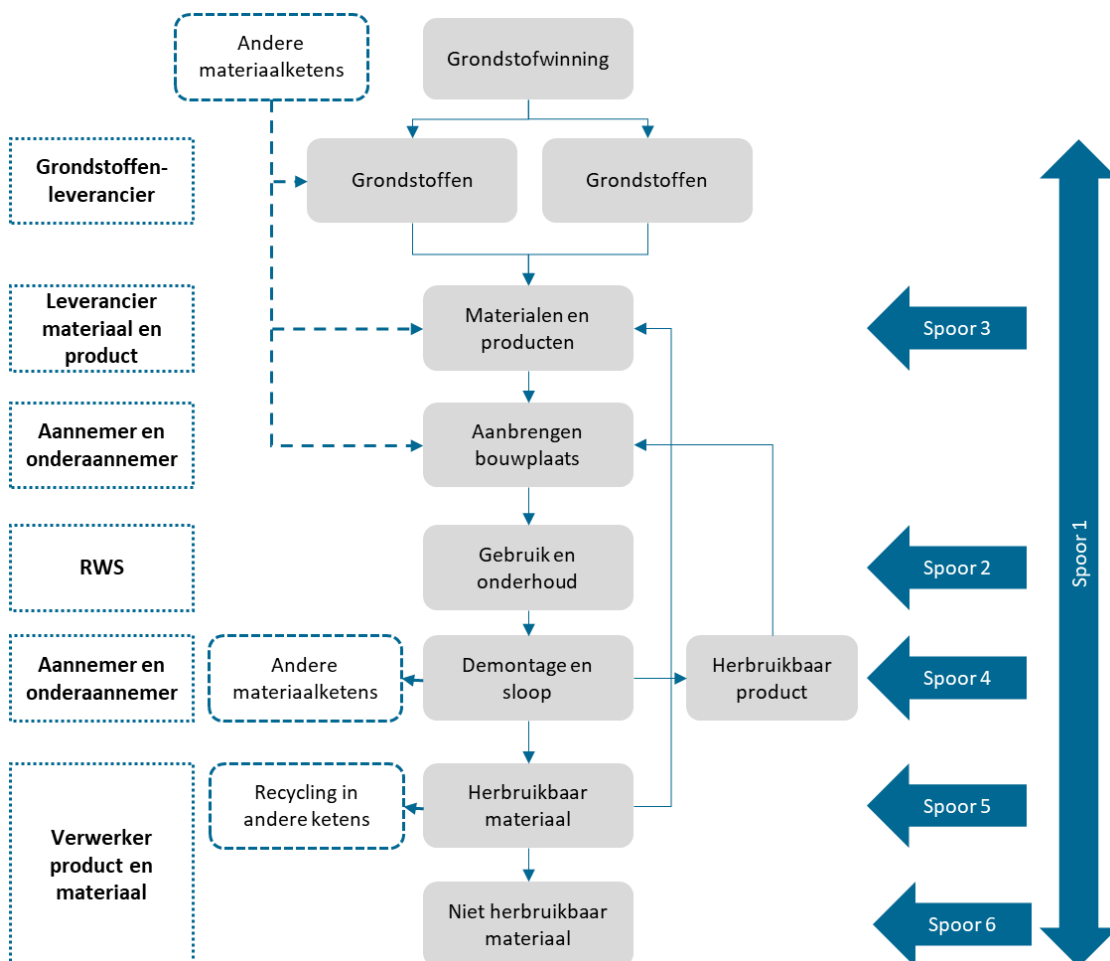 Andere
materiaalketens
Grondstofwinning
Grondstoffen-
leverancier
Grondstoffen
Grondstoffen
Leverancier
materiaal en
product
Materialen en
producten
Spoor 3
Aannemer en
onderaannemer
Aanbrengen
bouwplaats
RWS
Gebruik en
onderhoud
Spoor 2
Spoor 1
Aannemer en
onderaannemer
Andere
materiaalketens
Demontage en
sloop
Herbruikbaar
product
Spoor 4
Verwerker
product en
materiaal
Recycling in
andere ketens
Herbruikbaar
materiaal
Spoor 5
Niet herbruikbaar
materiaal
Spoor 6